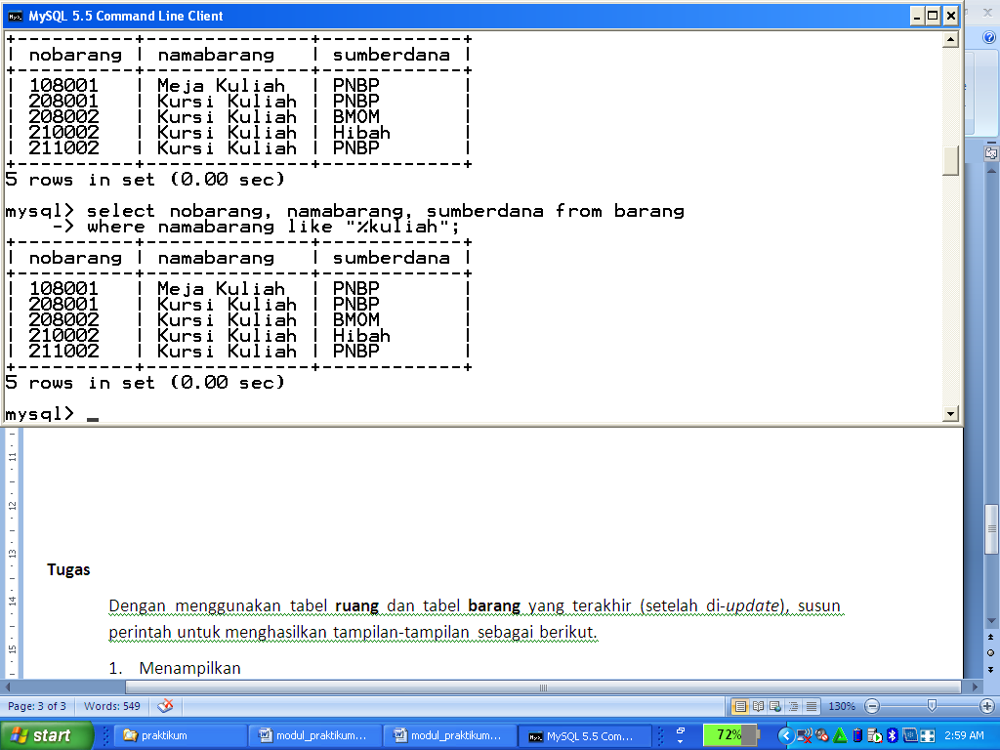 MySQL 5.5 Command Line Client
+----------+---------------+------------+
| nobarang | namabarang    | sumberdana |
+----------+---------------+------------+
| 108001   | Meja Kuliah   | PNBP       |
| 208001   | Kursi Kuliah  | PNBP       |
| 208002   | Kursi Kuliah  | BMOM       |
| 210002   | Kursi Kuliah  | Hibah      |
| 211002   | Kursi Kuliah  | PNBP       |
+----------+---------------+------------+
5 rows in set (0.00 sec)
mysql> select nobarang, namabarang, sumberdana from barang
    -> where namabarang like "%kuliah";
+----------+---------------+------------+
| nobarang | namabarang    | sumberdana |
+----------+---------------+------------+
| 108001   | Meja Kuliah   | PNBP       |
| 208001   | Kursi Kuliah  | PNBP       |
| 208002   | Kursi Kuliah  | BMOM       |
| 210002   | Kursi Kuliah  | Hibah      |
| 211002   | Kursi Kuliah  | PNBP       |
+----------+---------------+------------+
5 rows in set (0.00 sec)
mysql> _
11
12
13
14
15
Tugas
Dengan menggunakan tabel ruang dan tabel barang yang terakhir (setelah di-update), susun
perintah untuk menghasilkan tampilan-tampilan sebagai berikut.
1. Menampilkan
Page: 3 of 3 Words: 549 130%
start praktikum modul_praktikum... modul_praktikum... MySQL 5.5 Com... 72% 2:59 AM